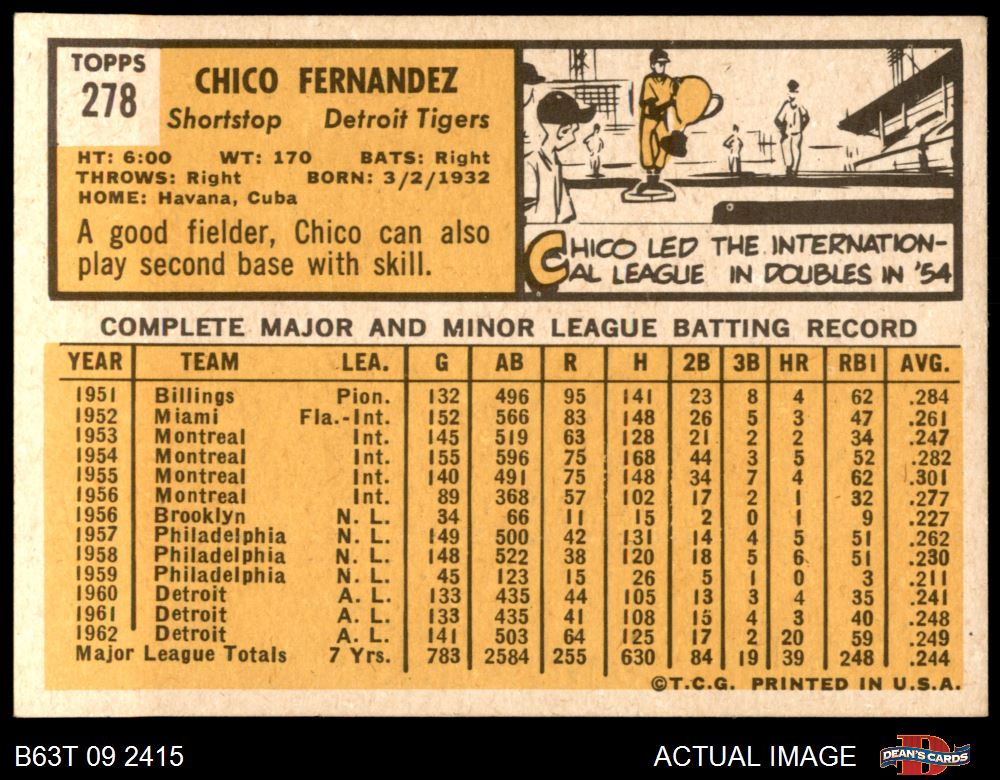 TOPPS
278
CHICO FERNANDEZ
Shortstop Detroit Tigers
HT: 6:00 WT: 170 BATS: Right
THROWS: Right BORN: 3/2/1932
HOME: Havana, Cuba
A good fielder, Chico can also
play second base with skill.
CHICO LED THE INTERNATION-
AL LEAGUE IN DOUBLES IN '54
COMPLETE MAJOR AND MINOR LEAGUE BATTING RECORD
YEAR TEAM LEA. G AB R H 2B 3B HR RBI AVG.
1951 Billings Pion. 132 496 95 141 23 8 4 62 .284
1952 Miami Fla.-Int. 152 566 83 148 26 5 3 47 .261
1953 Montreal Int. 145 519 63 128 21 2 2 34 .247
1954 Montreal Int. 155 596 75 168 44 3 5 52 .282
1955 Montreal Int. 140 491 75 148 34 7 4 62 .301
1956 Montreal Int. 89 368 57 102 17 2 1 32 .277
1956 Brooklyn N. L. 34 66 11 15 2 0 1 9 .227
1957 Philadelphia N. L. 149 500 42 131 14 4 5 51 .262
1958 Philadelphia N. L. 148 522 38 120 18 5 6 51 .230
1959 Philadelphia N. L. 45 123 15 26 5 1 0 3 .211
1960 Detroit A. L. 133 435 44 105 13 3 4 35 .241
1961 Detroit A. L. 133 435 41 108 15 4 3 40 .248
1962 Detroit A. L. 141 503 64 125 17 2 20 59 .249
Major League Totals 7 Yrs. 783 2584 255 630 84 19 39 248 .244
©T.C.G. PRINTED IN U.S.A.
B63T 09 2415 ACTUAL IMAGE DEAN'S CARDS